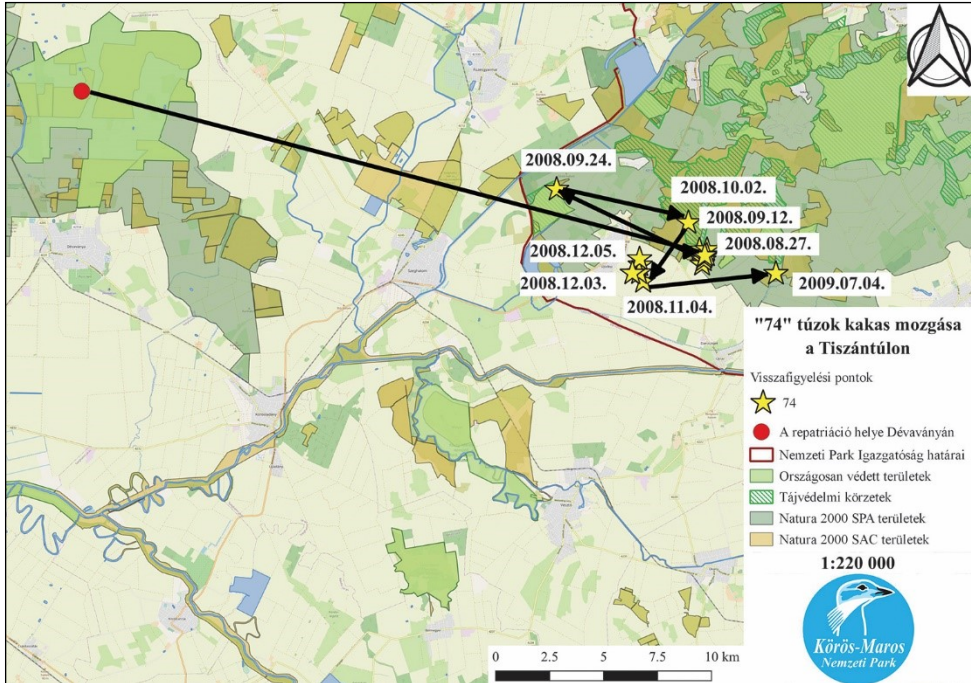 2008.09.24.
2008.10.02.
2008.09.12.
2008.08.27.
2008.12.05.
2008.12.03.
2008.11.04.
2009.07.04.
"74" túzok kakas mozgása
a Tiszántúlon
Visszafigyelési pontok
74
A repatriáció helye Dévaványán
Nemzeti Park Igazgatóság határai
Országosan védett területek
Tájvédelmi körzetek
Natura 2000 SPA területek
Natura 2000 SAC területek
1:220 000
Körös-Maros
Nemzeti Park
0 2.5 5 7.5 10 km